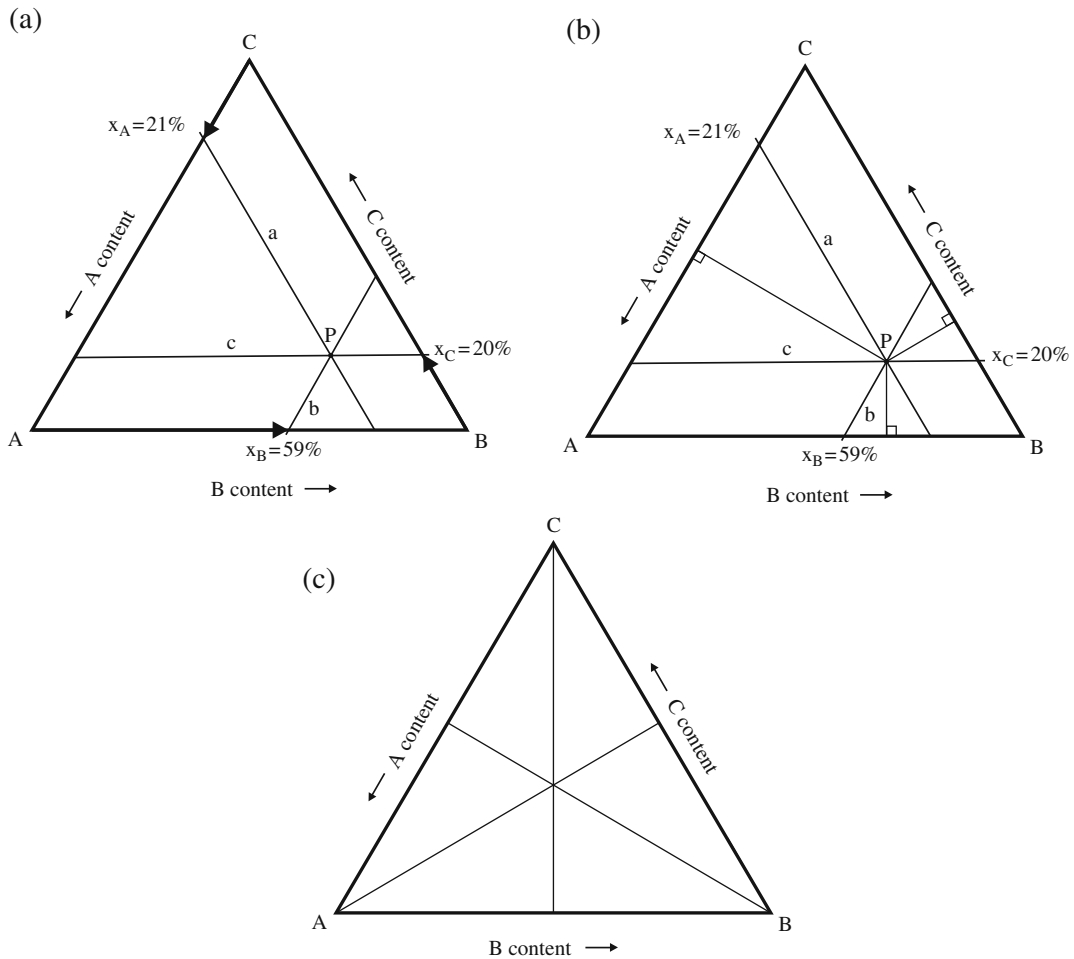 (a)
C
x_A=21%
← A content
a
C content →
P
c
x_C=20%
b
A
B
x_B=59%
B content →
(b)
C
x_A=21%
← A content
a
C content →
P
c
x_C=20%
b
A
B
x_B=59%
B content →
(c)
C
← A content
C content →
A
B
B content →